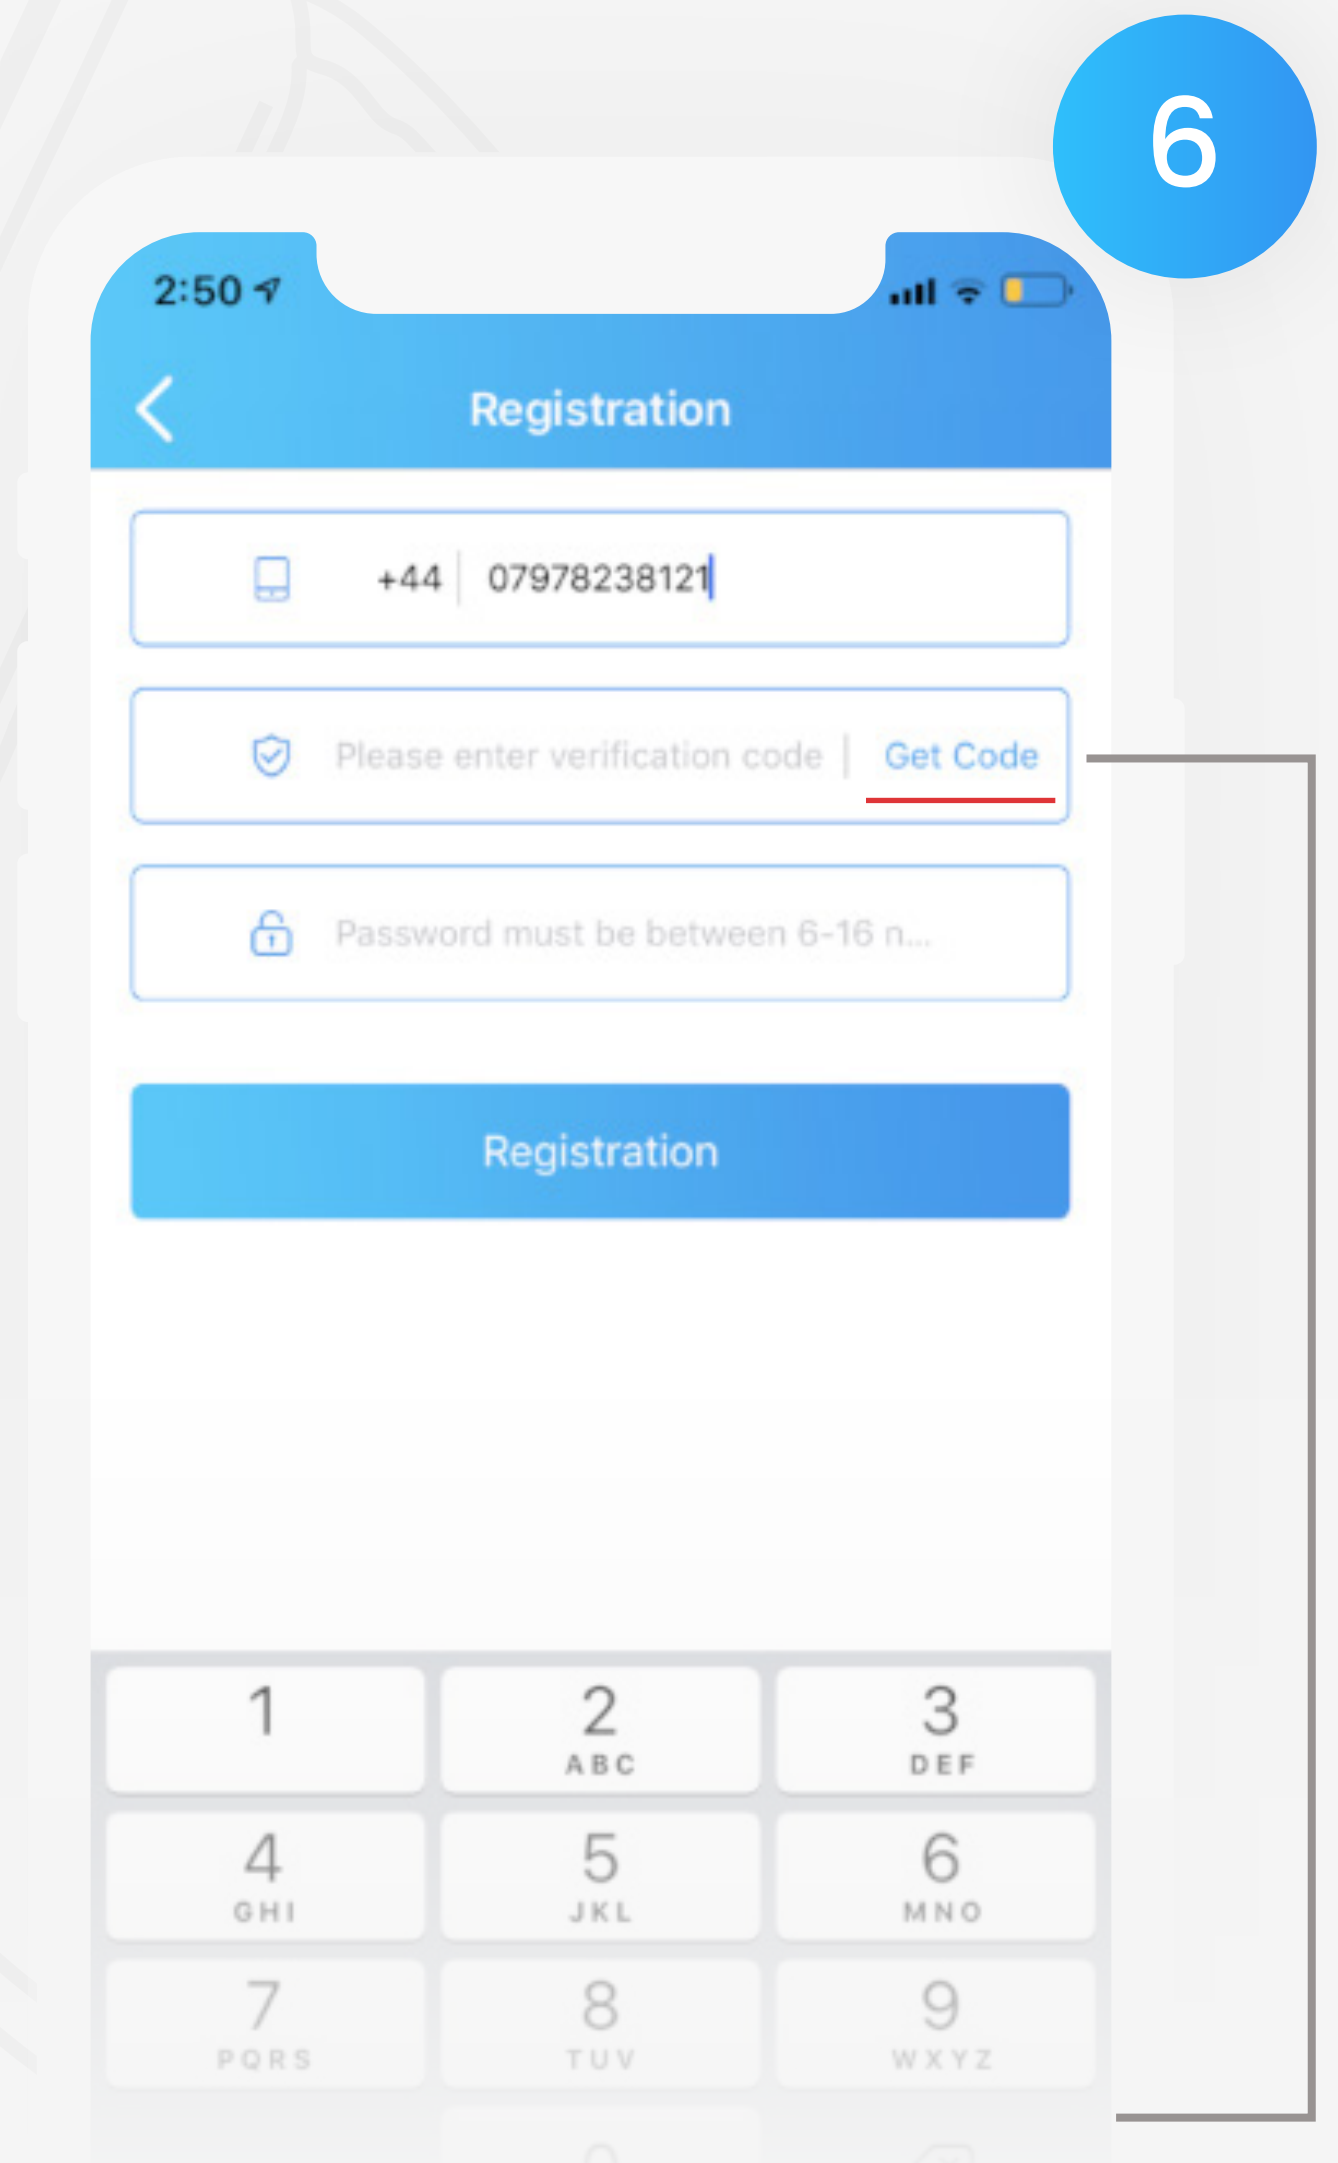 6
2:50
Registration
+44 07978238121
Please enter verification code Get Code
Password must be between 6-16 n...
Registration
1 2 3
ABC DEF
4 5 6
GHI JKL MNO
7 8 9
PQRS TUV WXYZ
0